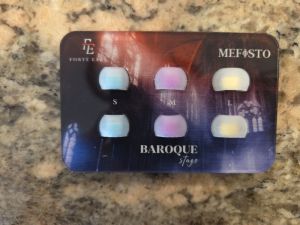 FE
FORTE EARS
MEFISTO
S
M
L
BAROQUE
stage